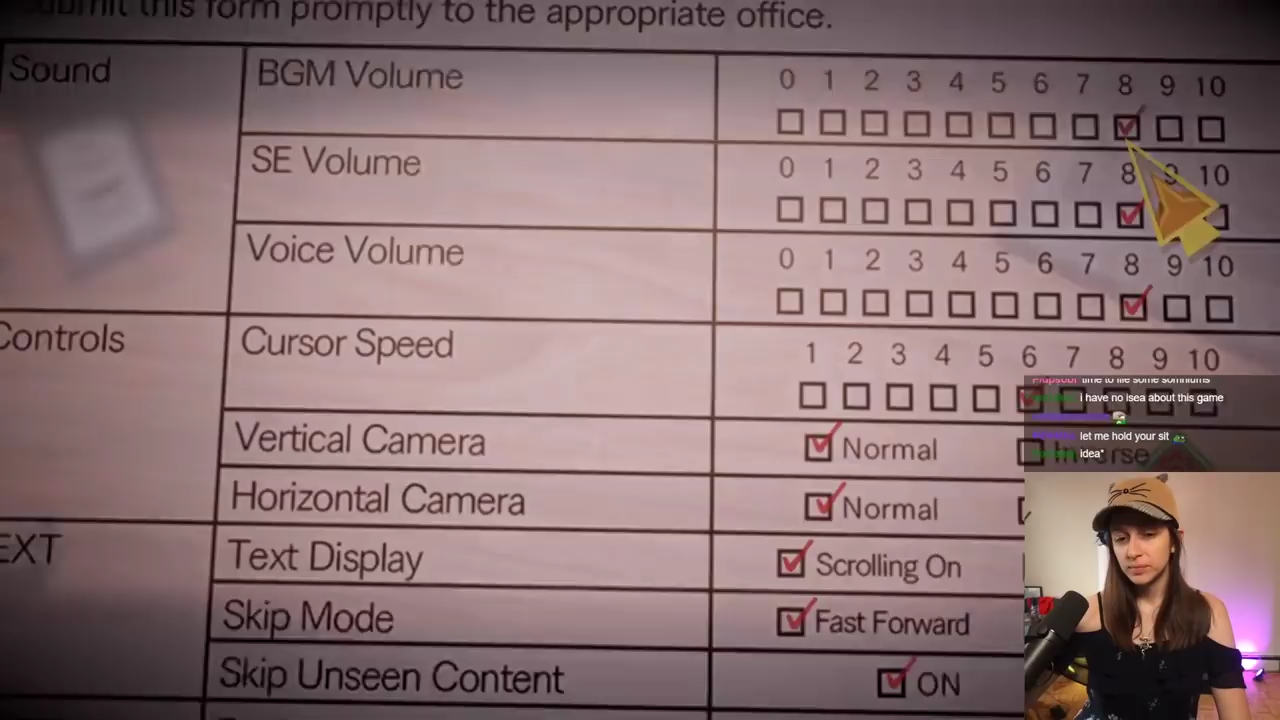 submit this form promptly to the appropriate office.
Sound
BGM Volume
0 1 2 3 4 5 6 7 8 9 10
SE Volume
0 1 2 3 4 5 6 7 8 9 10
Voice Volume
0 1 2 3 4 5 6 7 8 9 10
Controls
Cursor Speed
1 2 3 4 5 6 7 8 9 10
Vertical Camera
Normal
Inverse
Horizontal Camera
Normal
TEXT
Text Display
Scrolling On
Skip Mode
Fast Forward
Skip Unseen Content
ON
time to file some somniums
i have no isea about this game
let me hold your sit
idea*